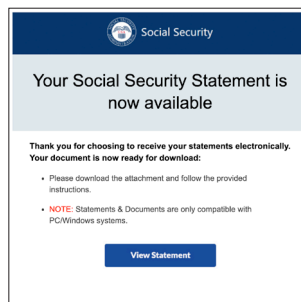 Social Security
Your Social Security Statement is
now available
Thank you for choosing to receive your statements electronically.
Your document is now ready for download:
• Please download the attachment and follow the provided
instructions.
• NOTE: Statements & Documents are only compatible with
PC/Windows systems.
View Statement